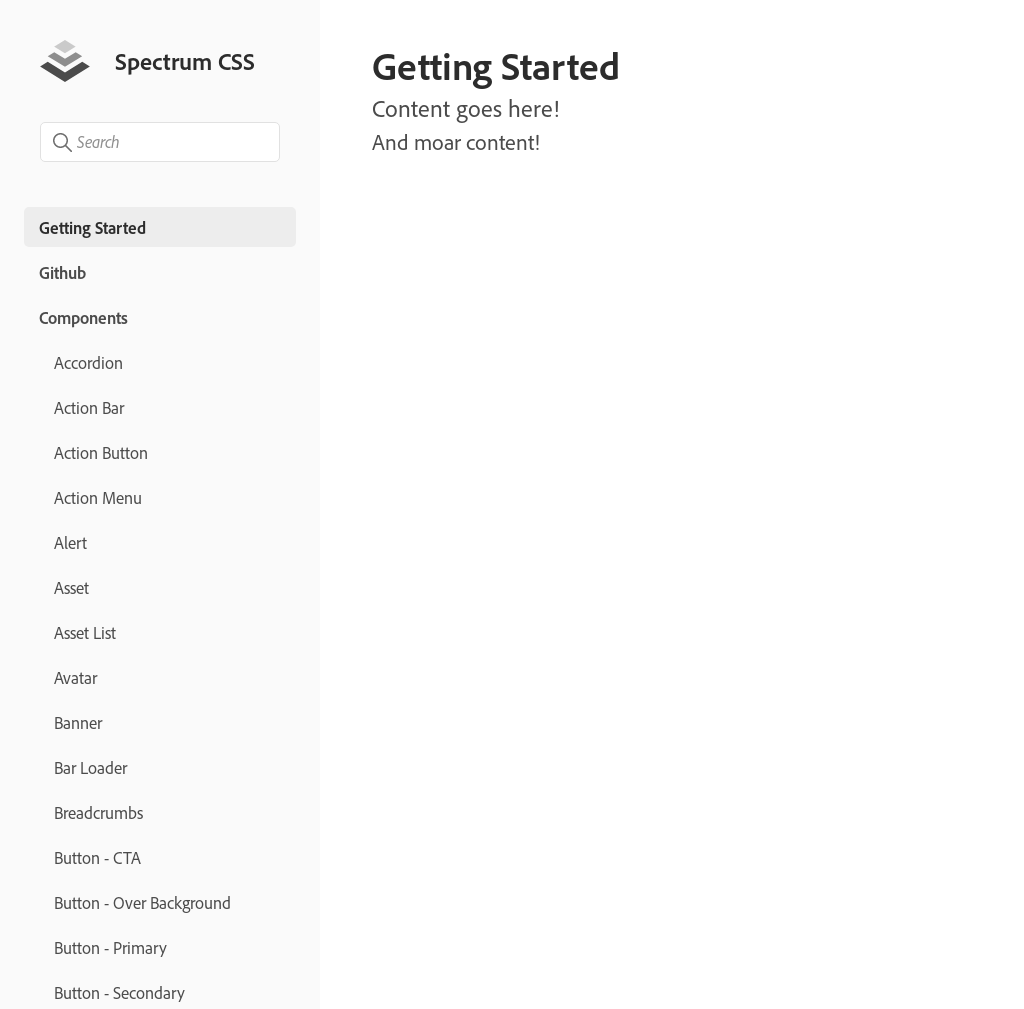 Spectrum CSS
Search
Getting Started
Github
Components
Accordion
Action Bar
Action Button
Action Menu
Alert
Asset
Asset List
Avatar
Banner
Bar Loader
Breadcrumbs
Button - CTA
Button - Over Background
Button - Primary
Button - Secondary
Getting Started
Content goes here!
And moar content!